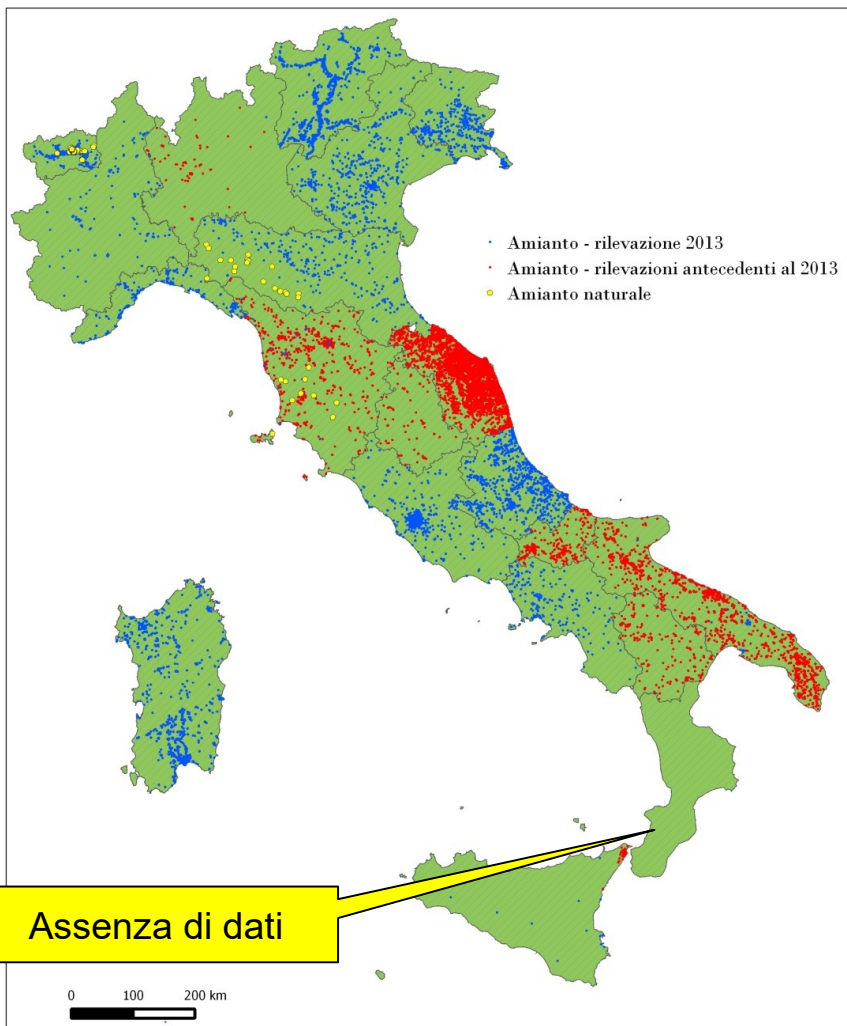 Amianto - rilevazione 2013
Amianto - rilevazioni antecedenti al 2013
Amianto naturale
Assenza di dati
0 100 200 km